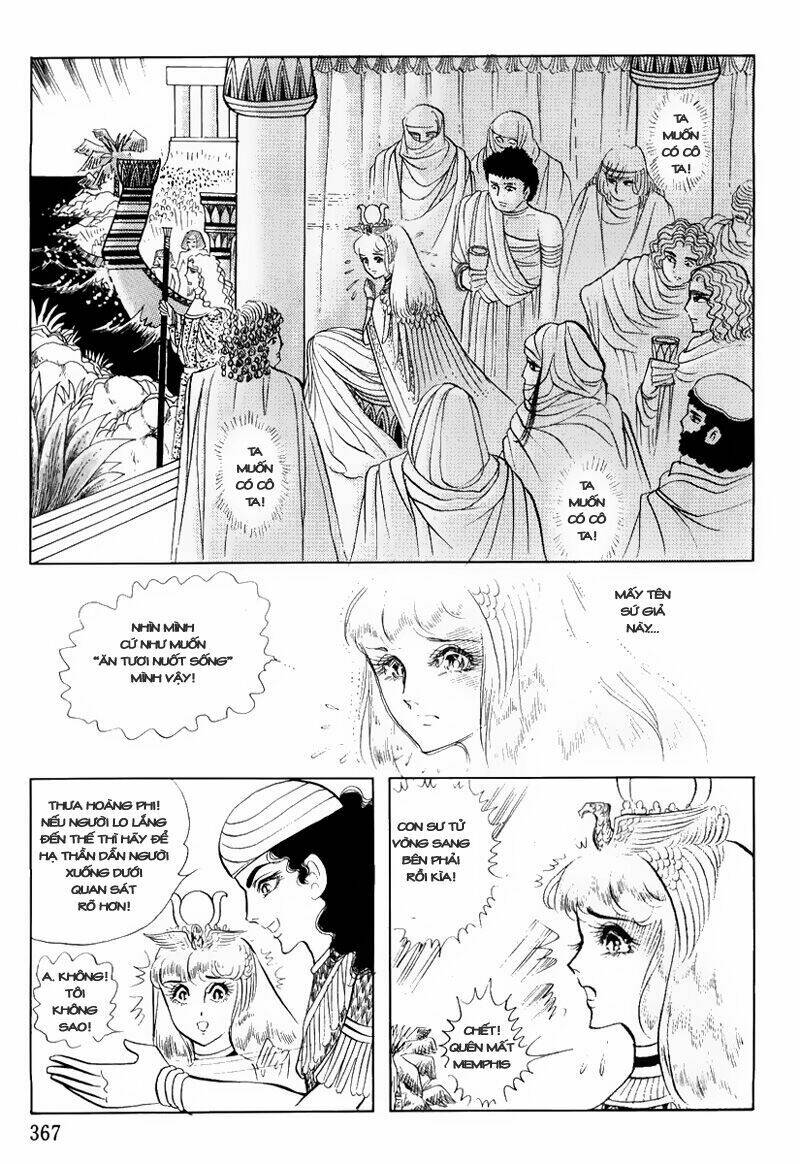 TA
MUỐN
CÓ CÔ
TA!
TA
MUỐN
CÓ CÔ
TA!
TA
MUỐN
CÓ CÔ
TA!
MẤY TÊN
SỨ GIẢ
NÀY...
NHÌN MÌNH
CỨ NHƯ MUỐN
“ĂN TƯƠI NUỐT SỐNG”
MÌNH VẬY!
THƯA HOÀNG PHI!
NẾU NGƯỜI LO LẮNG
ĐẾN THẾ THÌ HÃY ĐỂ
HẠ THẦN DẪN NGƯỜI
XUỐNG DƯỚI
QUAN SÁT
RÕ HƠN!
A. KHÔNG!
TÔI
KHÔNG
SAO!
CON SƯ TỬ
VÒNG SANG
BÊN PHẢI
RỒI KÌA!
CHẾT!
QUÊN MẤT
MEMPHIS
367